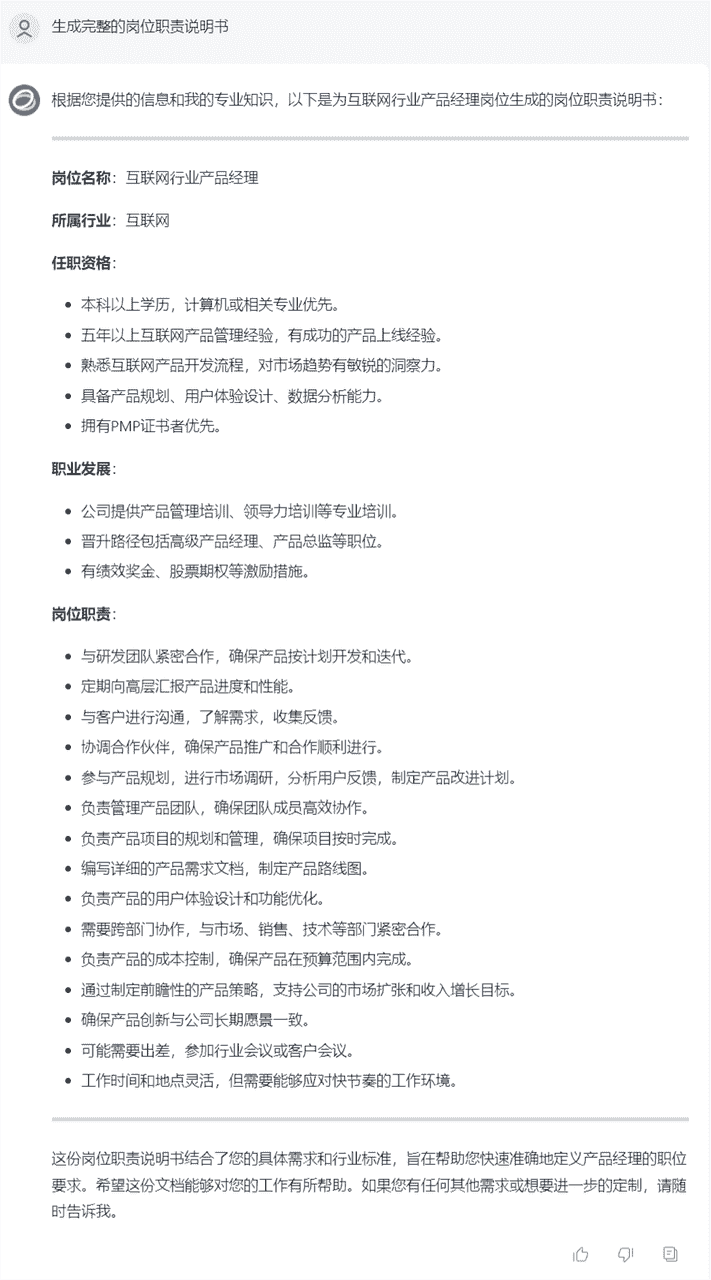 生成完整的岗位职责说明书
根据您提供的信息和我的专业知识，以下是为互联网行业产品经理岗位生成的岗位职责说明书：
岗位名称：互联网行业产品经理
所属行业：互联网
任职资格：
本科以上学历，计算机或相关专业优先。
五年以上互联网产品管理经验，有成功的产品上线经验。
熟悉互联网产品开发流程，对市场趋势有敏锐的洞察力。
具备产品规划、用户体验设计、数据分析能力。
拥有PMP证书者优先。
职业发展：
公司提供产品管理培训、领导力培训等专业培训。
晋升路径包括高级产品经理、产品总监等职位。
有绩效奖金、股票期权等激励措施。
岗位职责：
与研发团队紧密合作，确保产品按计划开发和迭代。
定期向高层汇报产品进度和性能。
与客户进行沟通，了解需求，收集反馈。
协调合作伙伴，确保产品推广和合作顺利进行。
参与产品规划，进行市场调研，分析用户反馈，制定产品改进计划。
负责管理产品团队，确保团队成员高效协作。
负责产品项目的规划和管理，确保项目按时完成。
编写详细的产品需求文档，制定产品路线图。
负责产品的用户体验设计和功能优化。
需要跨部门协作，与市场、销售、技术等部门紧密合作。
负责产品的成本控制，确保产品在预算范围内完成。
通过制定前瞻性的产品策略，支持公司的市场扩张和收入增长目标。
确保产品创新与公司长期愿景一致。
可能需要出差，参加行业会议或客户会议。
工作时间和地点灵活，但需要能够应对快节奏的工作环境。
这份岗位职责说明书结合了您的具体需求和行业标准，旨在帮助您快速准确地定义产品经理的职位
要求。希望这份文档能够对您的工作有所帮助。如果您有任何其他需求或想要进一步的定制，请随
时告诉我。